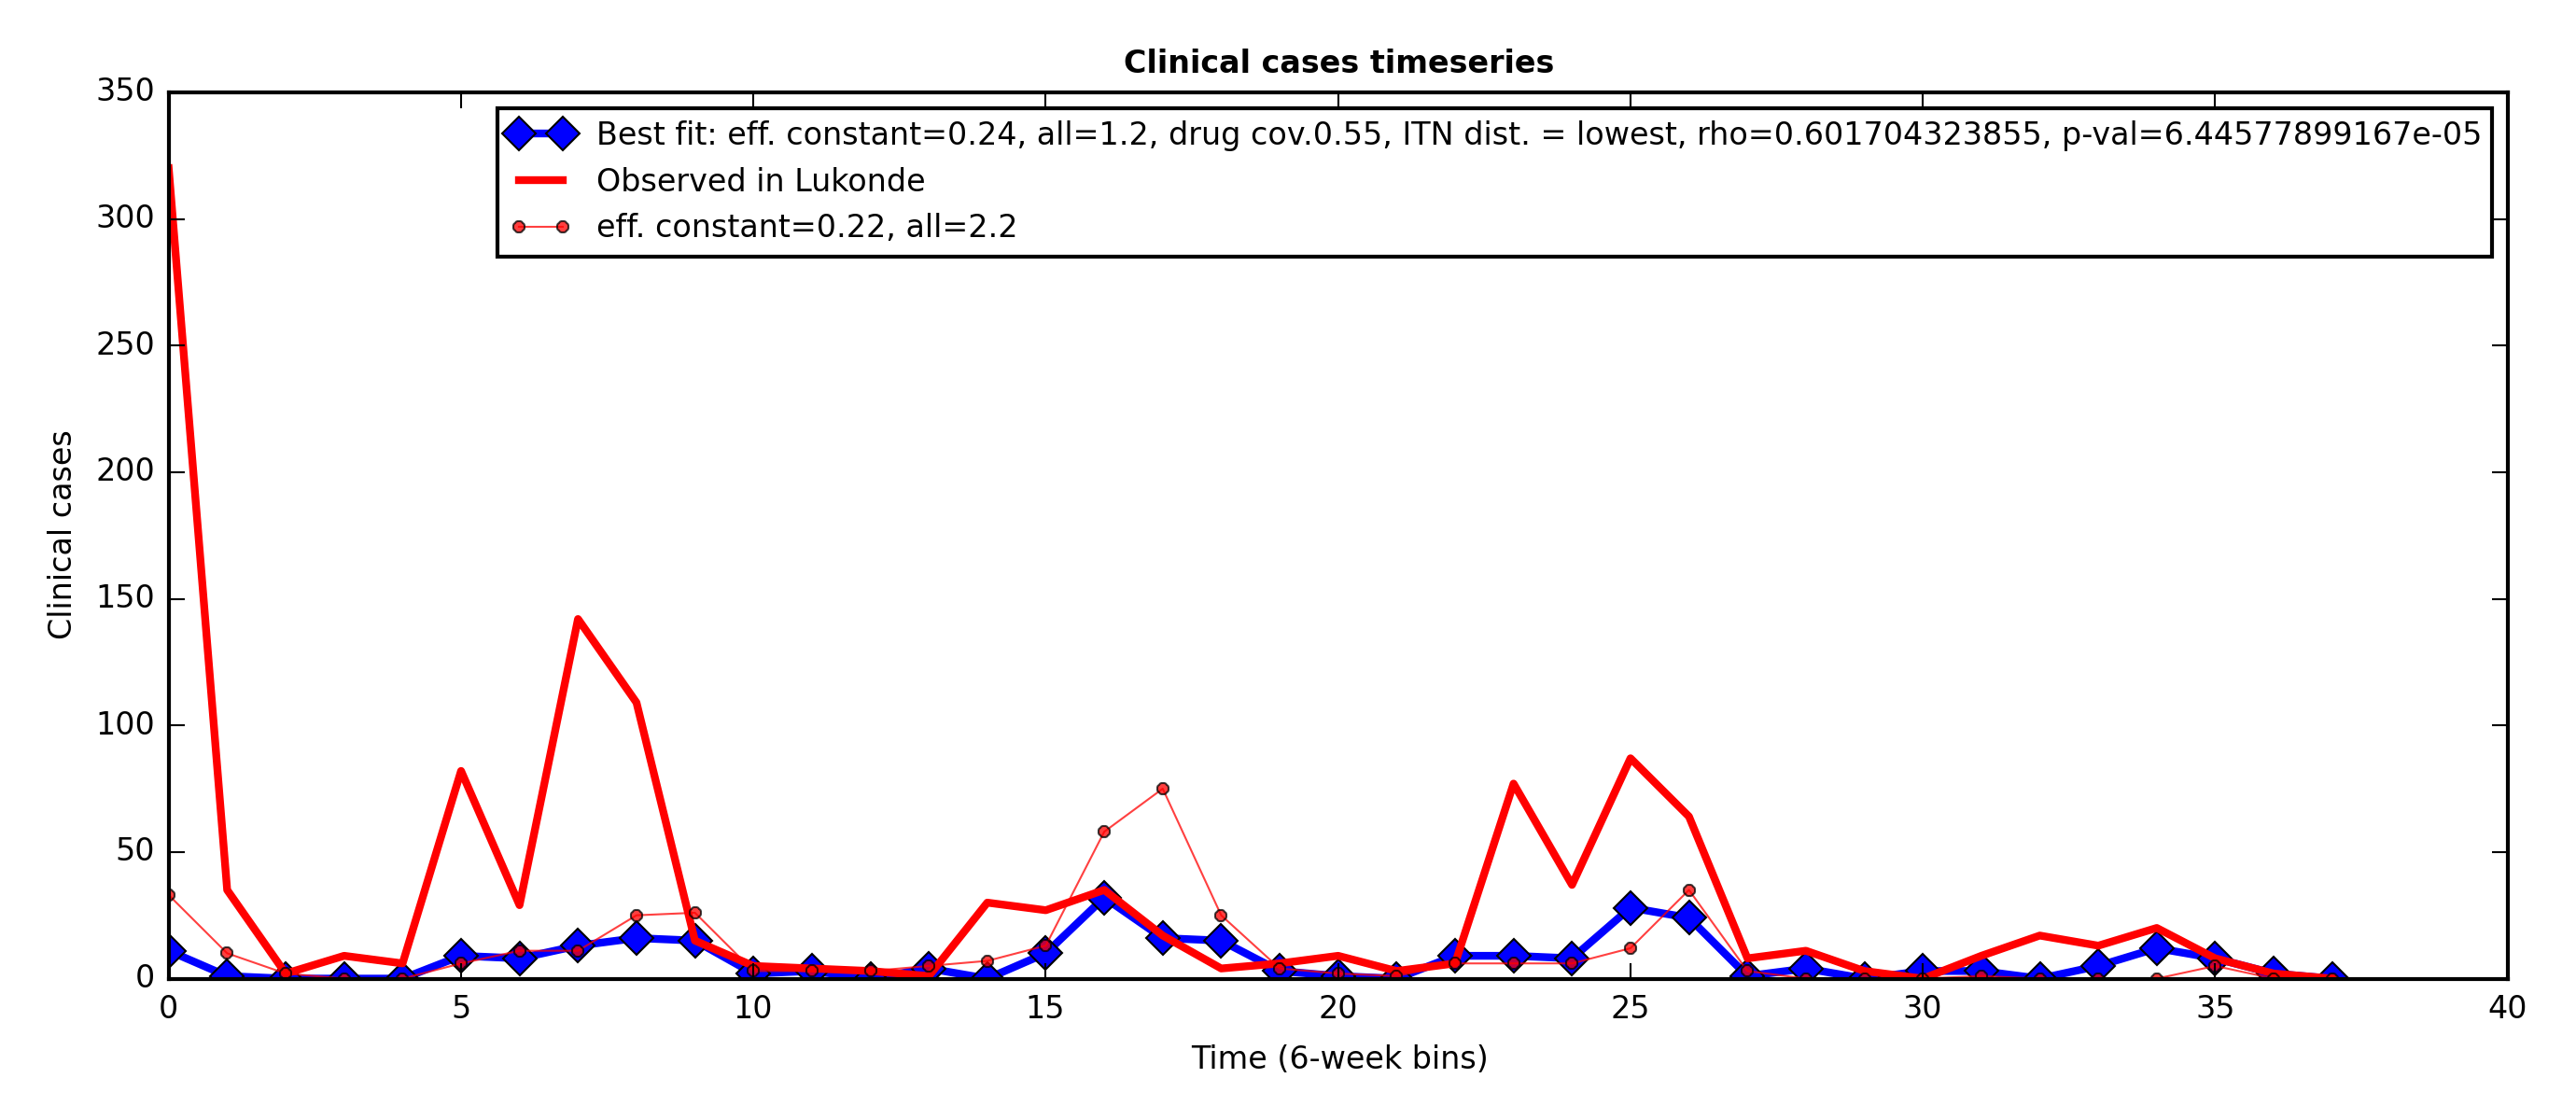 Clinical cases timeseries
350
300
250
200
150
100
50
0
Clinical cases
Best fit: eff. constant=0.24, all=1.2, drug cov.0.55, ITN dist. = lowest, rho=0.601704323855, p-val=6.44577899167e-05
Observed in Lukonde
eff. constant=0.22, all=2.2
0 5 10 15 20 25 30 35 40
Time (6-week bins)